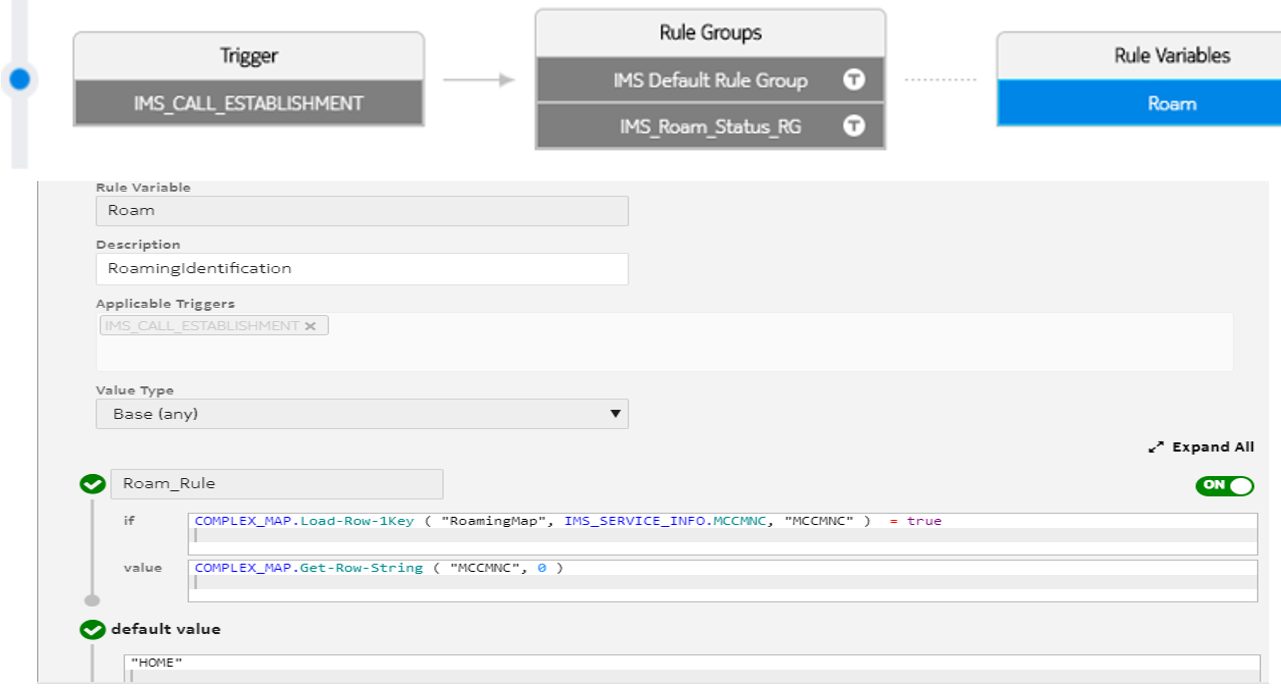 Trigger
IMS_CALL_ESTABLISHMENT
Rule Groups
IMS Default Rule Group T
IMS_Roam_Status_RG T
Rule Variables
Roam
Rule Variable
Roam
Description
RoamingIdentification
Applicable Triggers
IMS_CALL_ESTABLISHMENT ×
Value Type
Base (any)
Expand All
Roam_Rule
ON
if COMPLEX_MAP.Load-Row-1Key ( "RoamingMap", IMS_SERVICE_INFO.MCCMNC, "MCCMNC" ) = true
value COMPLEX_MAP.Get-Row-String ( "MCCMNC", 0 )
default value
"HOME"